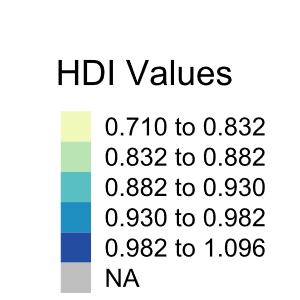 HDI Values
0.710 to 0.832
0.832 to 0.882
0.882 to 0.930
0.930 to 0.982
0.982 to 1.096
NA